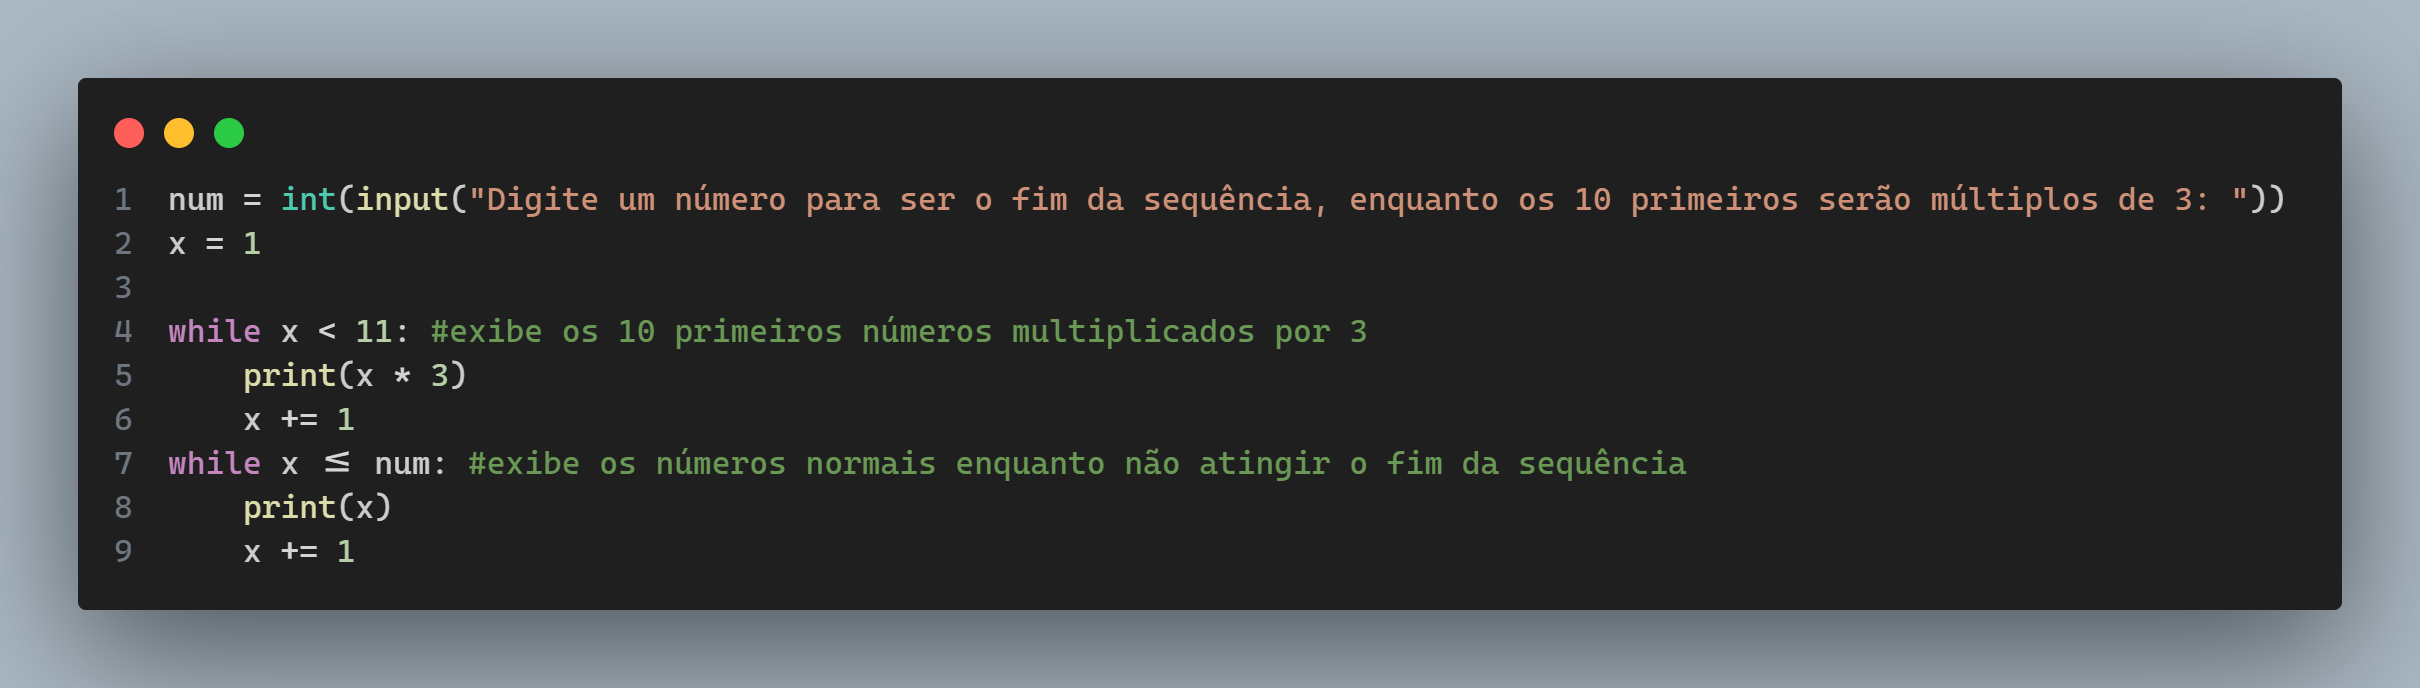 1 num = int(input("Digite um número para ser o fim da sequência, enquanto os 10 primeiros serão múltiplos de 3: "))
2 x = 1
3
4 while x < 11: #exibe os 10 primeiros números multiplicados por 3
5     print(x * 3)
6     x += 1
7 while x ≤ num: #exibe os números normais enquanto não atingir o fim da sequência
8     print(x)
9     x += 1